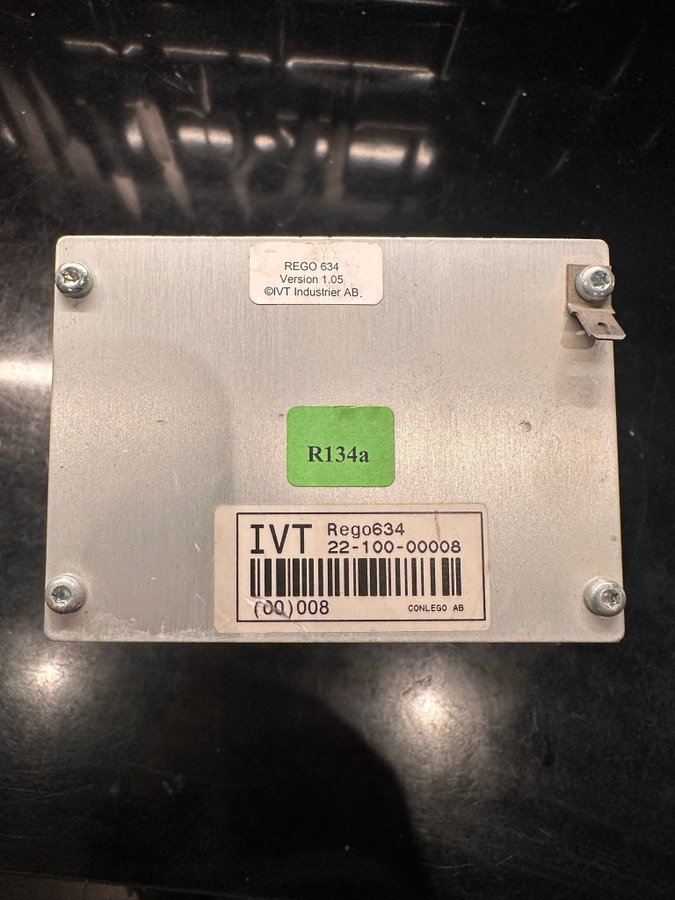 REGO 634
Version 1.05
©IVT Industrier AB.
R134a
IVT Rego634
22-100-00008
(00)008 CONLEGO AB